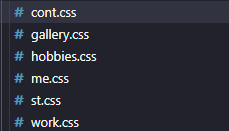 # cont.css
# gallery.css
# hobbies.css
# me.css
# st.css
# work.css